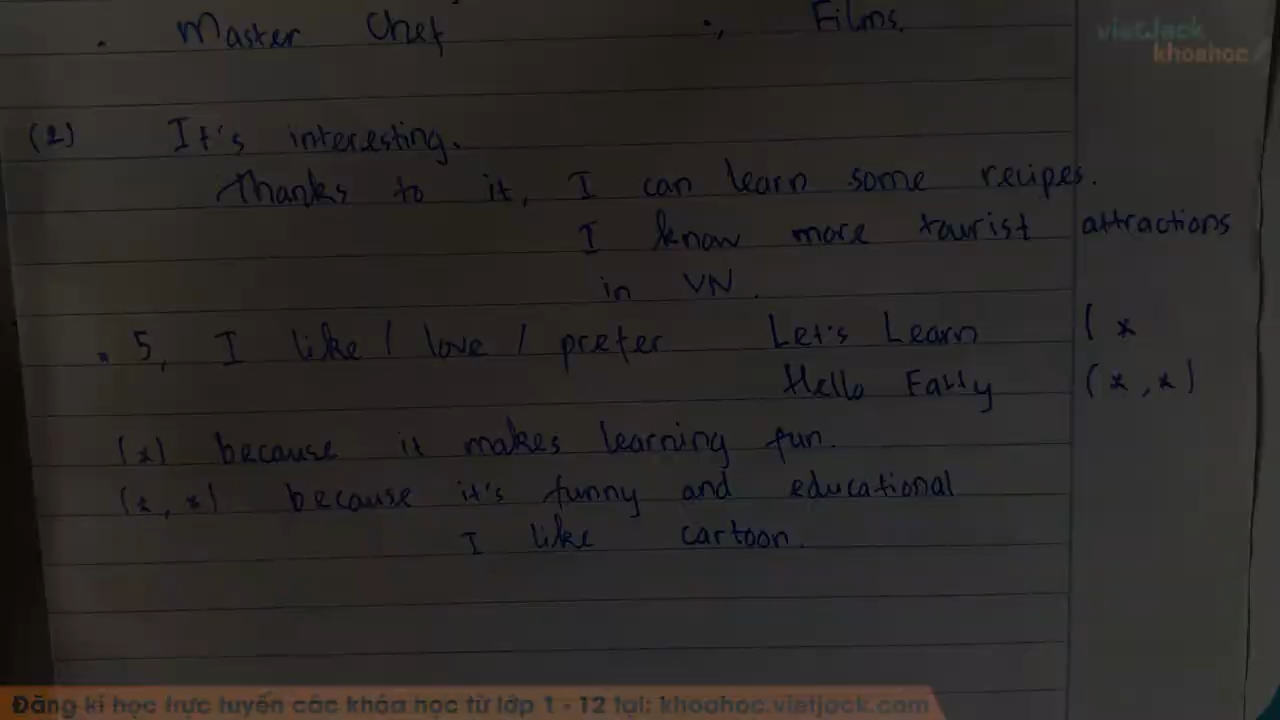 . Master Chef ., Films.
vietJack
khoahoc
(2) It's interesting.
Thanks to it, I can learn some recipes.
I know more tourist attractions
in VN.
. 5, I like / love / prefer Let's Learn ( *
Hello Fatty (*,*)
(*) because it makes learning fun.
(*,*) because it's funny and educational
I like cartoon.
Đăng kí học trực tuyến các khóa học từ lớp 1 - 12 tại: khoahoc.vietjack.com